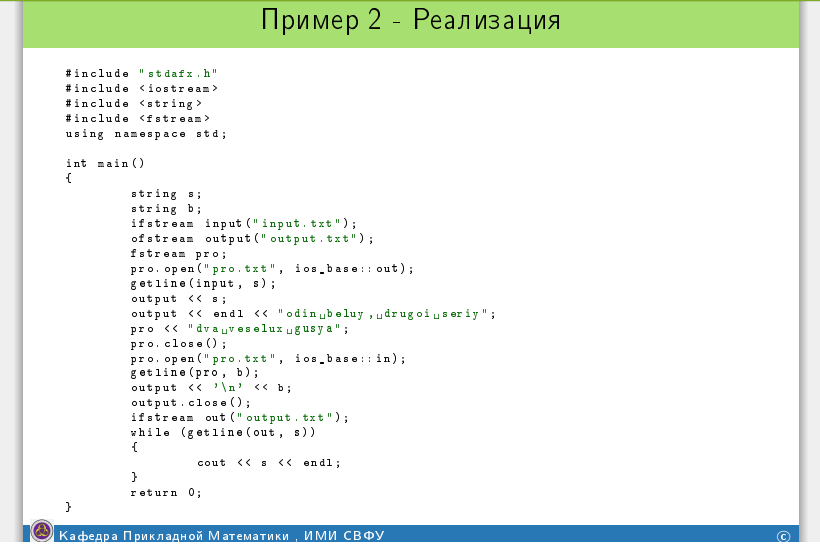 Пример 2 - Реализация
#include "stdafx.h"
#include <iostream>
#include <string>
#include <fstream>
using namespace std;
int main()
{
string s;
string b;
ifstream input("input.txt");
ofstream output("output.txt");
fstream pro;
pro.open("pro.txt", ios_base::out);
getline(input, s);
output << s;
output << endl << "odin␣beluy,␣drugoi␣seriy";
pro << "dva␣veselux␣gusya";
pro.close();
pro.open("pro.txt", ios_base::in);
getline(pro, b);
output << '\n' << b;
output.close();
ifstream out("output.txt");
while (getline(out, s))
{
cout << s << endl;
}
return 0;
}
Кафедра Прикладной Математики , ИМИ СВФУ ©